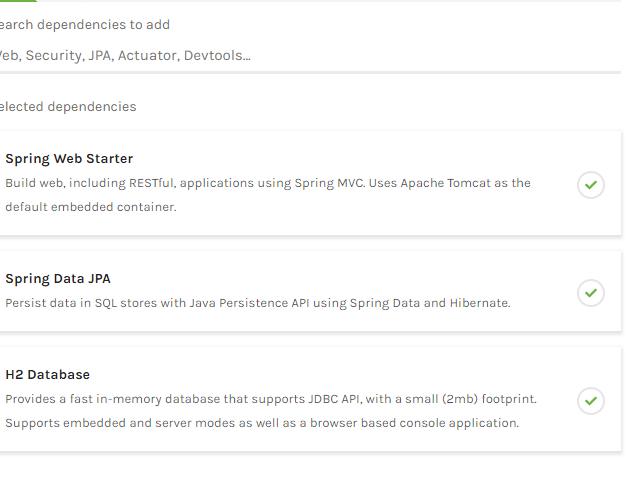 earch dependencies to add
eb, Security, JPA, Actuator, Devtools...
elected dependencies
Spring Web Starter
Build web, including RESTful, applications using Spring MVC. Uses Apache Tomcat as the
default embedded container.
Spring Data JPA
Persist data in SQL stores with Java Persistence API using Spring Data and Hibernate.
H2 Database
Provides a fast in-memory database that supports JDBC API, with a small (2mb) footprint.
Supports embedded and server modes as well as a browser based console application.